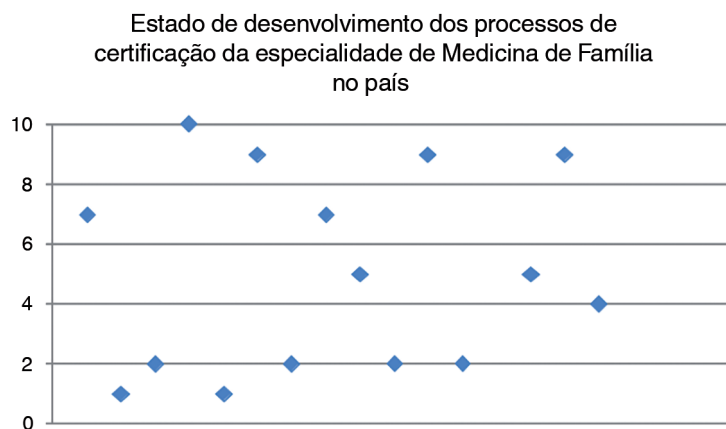 Estado de desenvolvimento dos processos de
certificação da especialidade de Medicina de Família
no país
10
8
6
4
2
0